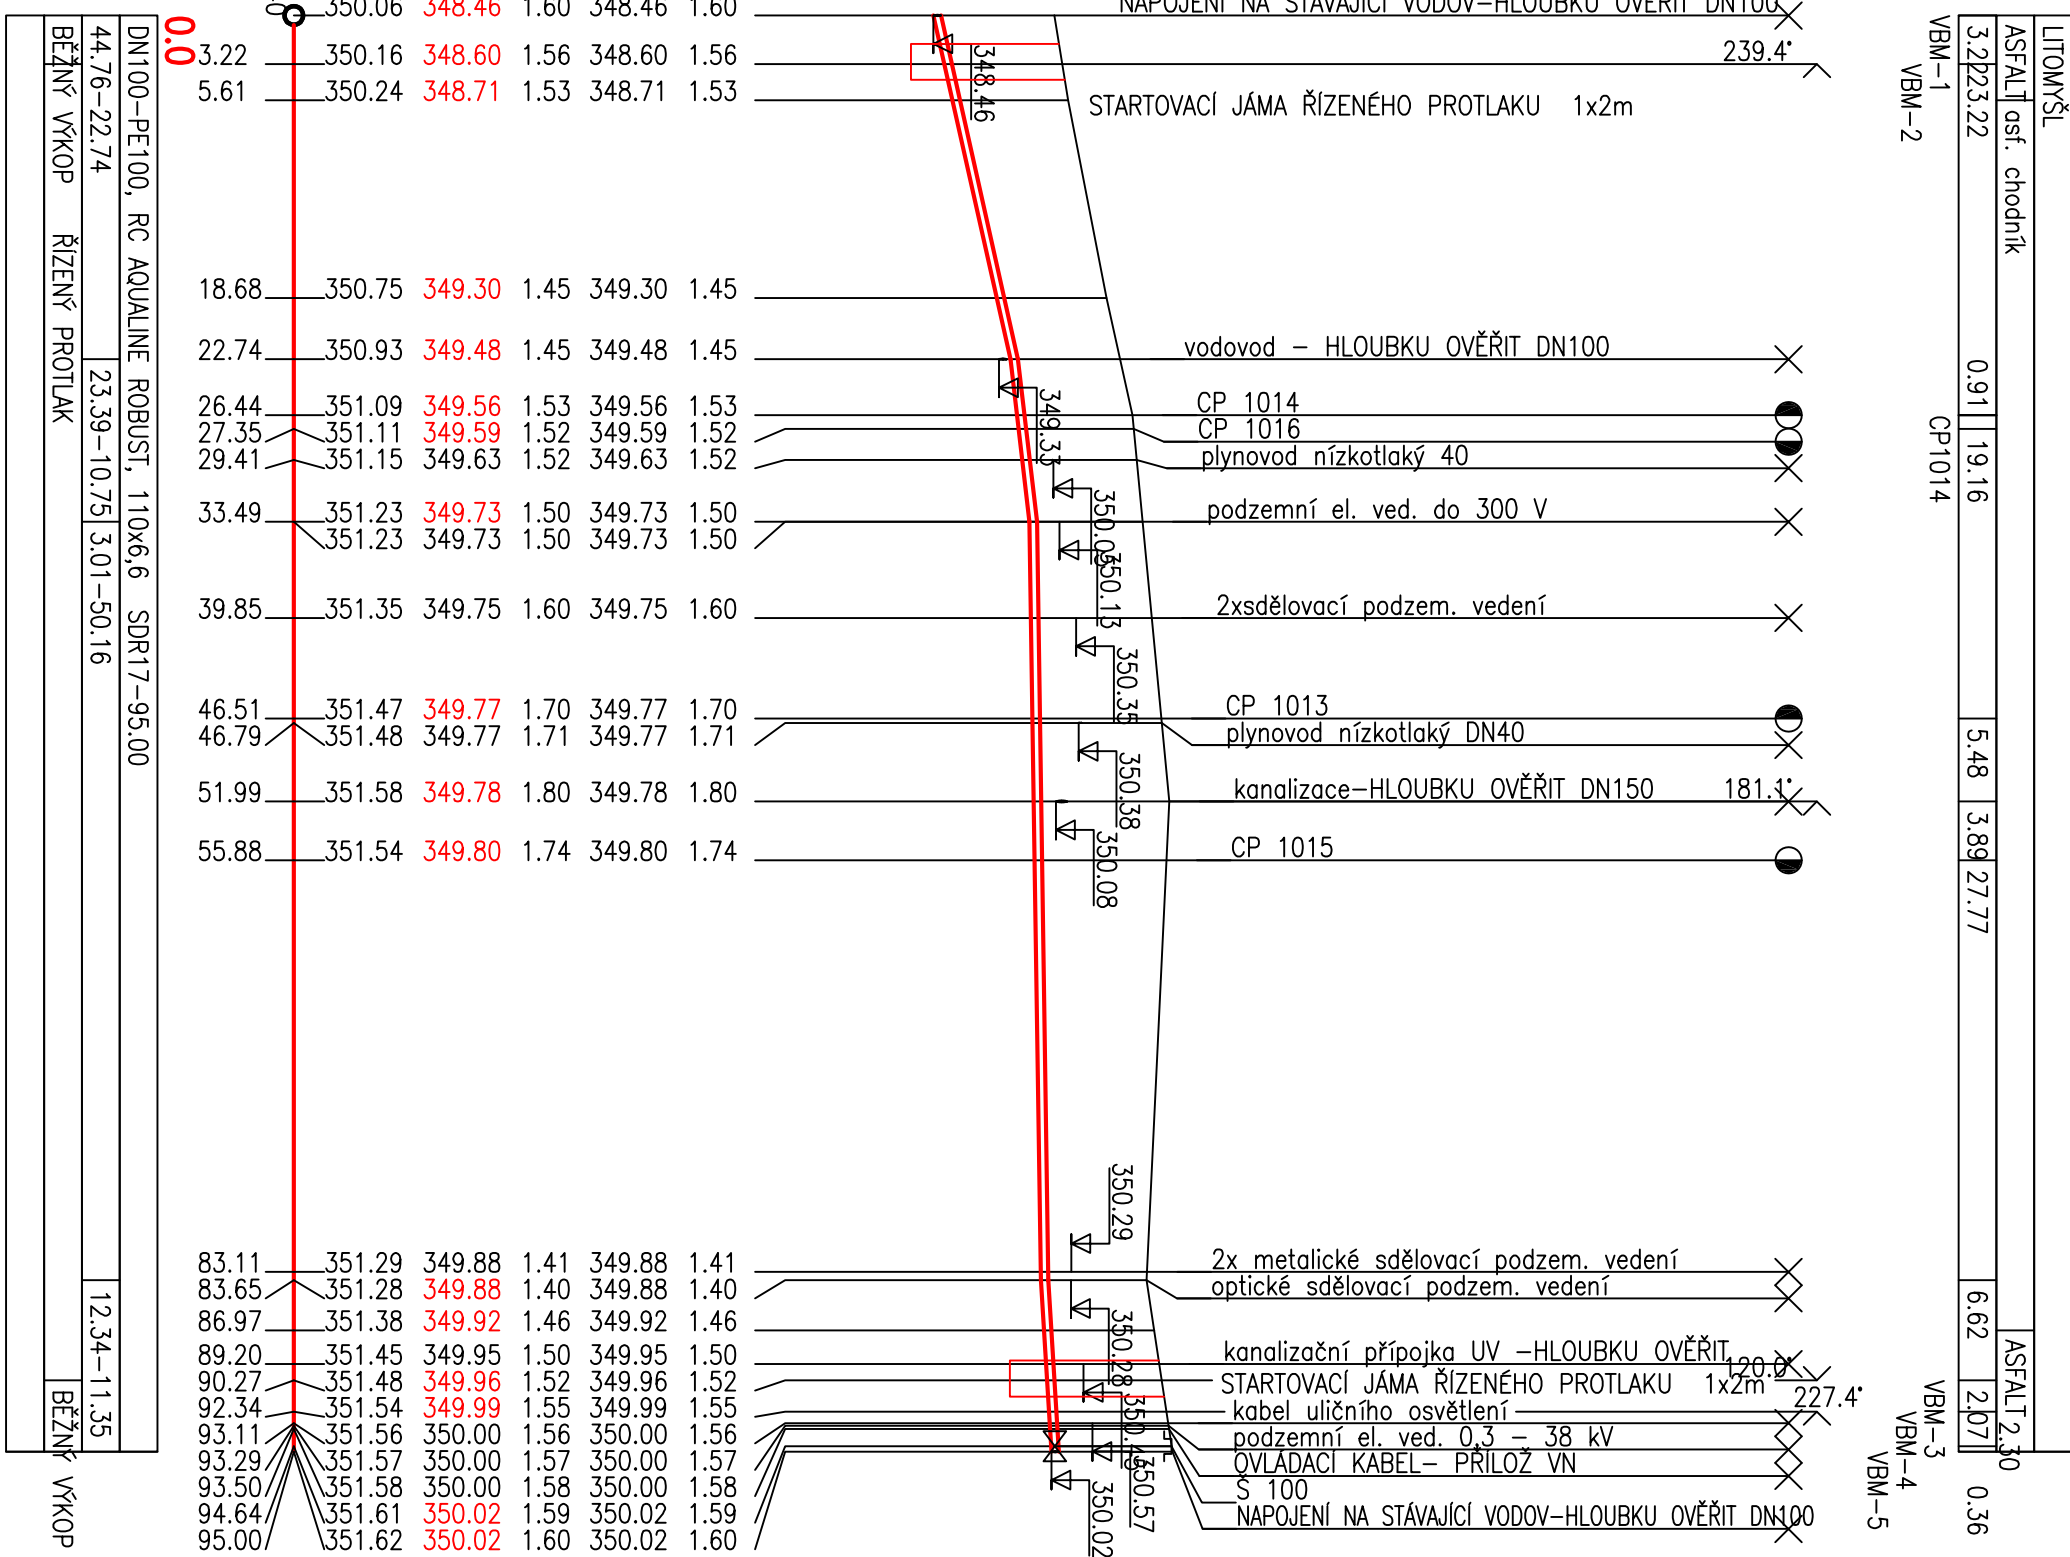 350.06 348.46 1.60 348.46 1.60 NAPOJENÍ NA STÁVAJÍCÍ VODOV-HLOUBKU OVĚŘIT DN100
0.0
3.22 350.16 348.60 1.56 348.60 1.56 239.4°
348.46
5.61 350.24 348.71 1.53 348.71 1.53 STARTOVACÍ JÁMA ŘÍZENÉHO PROTLAKU 1x2m
18.68 350.75 349.30 1.45 349.30 1.45
22.74 350.93 349.48 1.45 349.48 1.45 vodovod - HLOUBKU OVĚŘIT DN100
349.33
26.44 351.09 349.56 1.53 349.56 1.53 CP 1014
27.35 351.11 349.59 1.52 349.59 1.52 CP 1016
29.41 351.15 349.63 1.52 349.63 1.52 plynovod nízkotlaký 40
33.49 351.23 349.73 1.50 349.73 1.50 podzemní el. ved. do 300 V
351.23 349.73 1.50 349.73 1.50
350.13
39.85 351.35 349.75 1.60 349.75 1.60 2xsdělovací podzem. vedení
350.35
46.51 351.47 349.77 1.70 349.77 1.70 CP 1013
46.79 351.48 349.77 1.71 349.77 1.71 plynovod nízkotlaký DN40
350.38
51.99 351.58 349.78 1.80 349.78 1.80 kanalizace-HLOUBKU OVĚŘIT DN150 181.1°
350.08
55.88 351.54 349.80 1.74 349.80 1.74 CP 1015
350.29
83.11 351.29 349.88 1.41 349.88 1.41 2x metalické sdělovací podzem. vedení
83.65 351.28 349.88 1.40 349.88 1.40 optické sdělovací podzem. vedení
350.28
86.97 351.38 349.92 1.46 349.92 1.46
89.20 351.45 349.95 1.50 349.95 1.50 kanalizační přípojka UV -HLOUBKU OVĚŘIT
120.0°
90.27 351.48 349.96 1.52 349.96 1.52 STARTOVACÍ JÁMA ŘÍZENÉHO PROTLAKU 1x2m
227.4°
92.34 351.54 349.99 1.55 349.99 1.55 kabel uličního osvětlení
93.11 351.56 350.00 1.56 350.00 1.56 podzemní el. ved. 0,3 - 38 kV
93.29 351.57 350.00 1.57 350.00 1.57 OVLÁDACÍ KABEL- PŘÍLOŽ VN
350.57
93.50 351.58 350.00 1.58 350.00 1.58 Š 100
350.02
94.64 351.61 350.02 1.59 350.02 1.59 NAPOJENÍ NA STÁVAJÍCÍ VODOV-HLOUBKU OVĚŘIT DN100
95.00 351.62 350.02 1.60 350.02 1.60
LITOMYŠL
ASFALT asf. chodník ASFALT 2.30
3.22 23.22 0.91 19.16 5.48 3.89 27.77 6.62 2.07 0.36
VBM-1 CP1014 VBM-3
VBM-2 VBM-4
VBM-5
DN100-PE100, RC AQUALINE ROBUST, 110x6,6 SDR17-95.00
44.76-22.74 23.39-10.75 3.01-50.16 12.34-11.35
BĚŽNÝ VÝKOP ŘÍZENÝ PROTLAK BĚŽNÝ VÝKOP